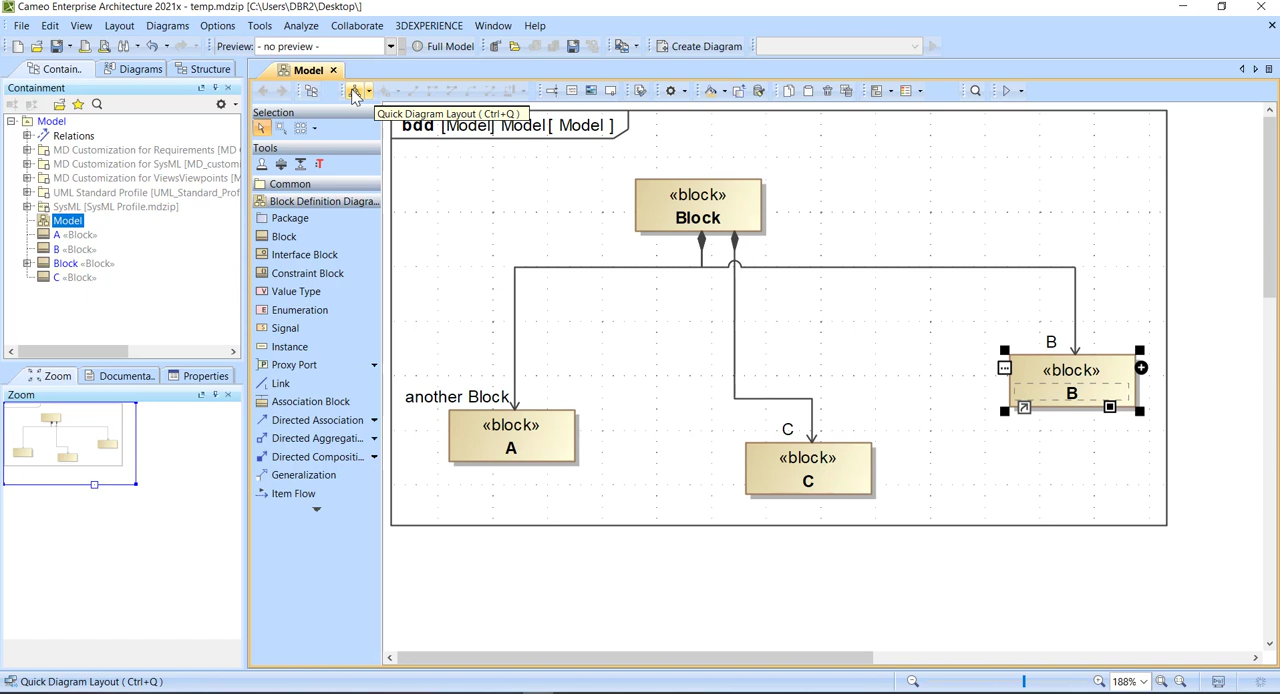 Cameo Enterprise Architecture 2021x - temp.mdzip [C:\Users\DBR2\Desktop\]
File Edit View Layout Diagrams Options Tools Analyze Collaborate 3DEXPERIENCE Window Help
Preview: - no preview - Full Model Create Diagram
Contain.. Diagrams Structure
Model
Containment
Quick Diagram Layout ( Ctrl+Q )
Model
Relations
MD Customization for Requirements [MD
MD Customization for SysML [MD_customi
MD Customization for ViewsViewpoints [M
UML Standard Profile [UML_Standard_Prof
SysML [SysML Profile.mdzip]
Model
A «Block»
B «Block»
Block «Block»
C «Block»
Zoom Documenta.. Properties
Zoom
Selection
Tools
Common
Block Definition Diagra...
Package
Block
Interface Block
Constraint Block
Value Type
Enumeration
Signal
Instance
Proxy Port
Link
Association Block
Directed Association
Directed Aggregati...
Directed Compositi...
Generalization
Item Flow
bdd [Model] Model[ Model ]
«block»
Block
B
«block»
B
another Block
«block»
A
C
«block»
C
Quick Diagram Layout ( Ctrl+Q )
188%